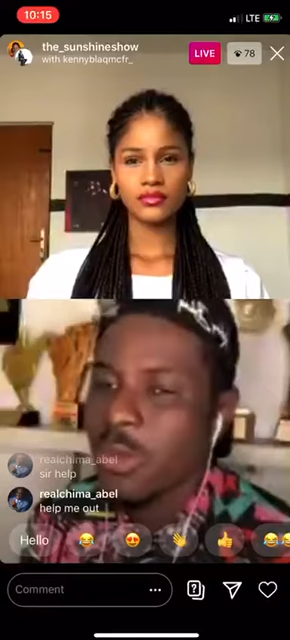 10:15
LTE
the_sunshineshow
with kennyblaqmcfr_
LIVE
78
realchima_abel
sir help
realchima_abel
help me out
Hello
Comment